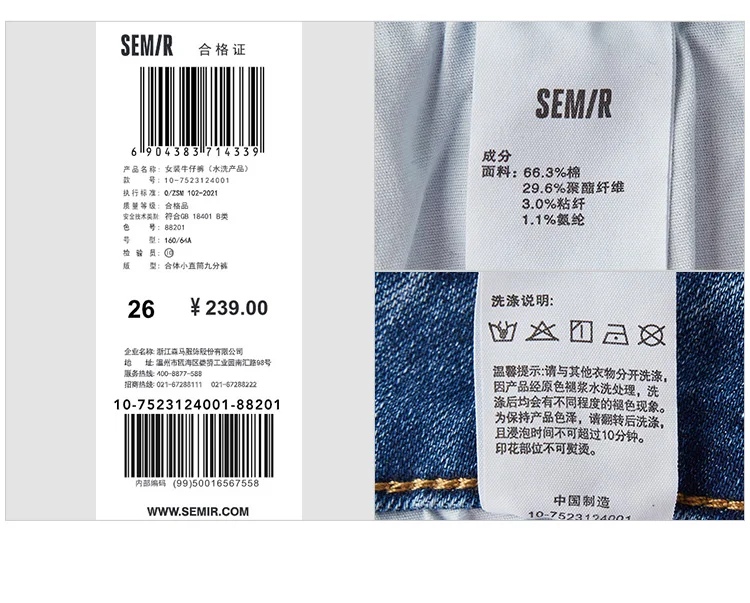 SEMIR 合格证
6 904383 714339
产品名称: 女装牛仔裤 (水洗产品)
款 号: 10-7523124001
执行标准: Q/ZSM 102-2021
质量等级: 合格品
安全技术类别: 符合GB 18401 B类
色 号: 88201
号 型: 160/64A
检 验 员:
版 型: 合体小直筒九分裤
26 ¥ 239.00
企业名称: 浙江森马服饰股份有限公司
地 址: 温州市瓯海区娄桥工业园南汇路98号
服务热线: 400-8877-588
招商热线: 021-67288111 021-67288222
10-7523124001-88201
内部编码 (99)50016567558
WWW.SEMIR.COM
SEMIR
成分
面料: 66.3%棉
29.6%聚酯纤维
3.0%粘纤
1.1%氨纶
洗涤说明:
温馨提示:请与其他衣物分开洗涤,
因产品经原色褪浆水洗处理, 洗
涤后均会有不同程度的褪色现象。
为保持产品色泽, 请翻转后洗涤,
且浸泡时间不可超过10分钟。
印花部位不可熨烫。
中国制造
10-7523124001